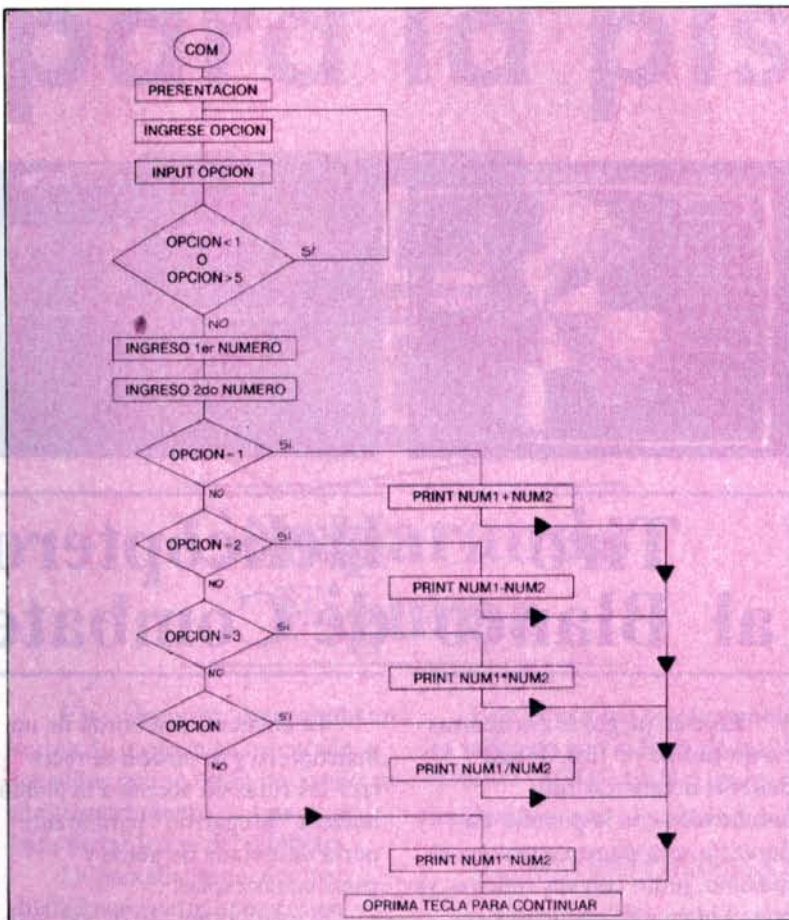 COM
PRESENTACION
INGRESE OPCION
INPUT OPCION
OPCION<1
O
OPCION>5
SI
NO
INGRESO 1er NUMERO
INGRESO 2do NUMERO
OPCION=1
SI
NO
PRINT NUM1+NUM2
OPCION=2
SI
NO
PRINT NUM1-NUM2
OPCION=3
SI
NO
PRINT NUM1*NUM2
OPCION
SI
NO
PRINT NUM1/NUM2
PRINT NUM1^NUM2
OPRIMA TECLA PARA CONTINUAR